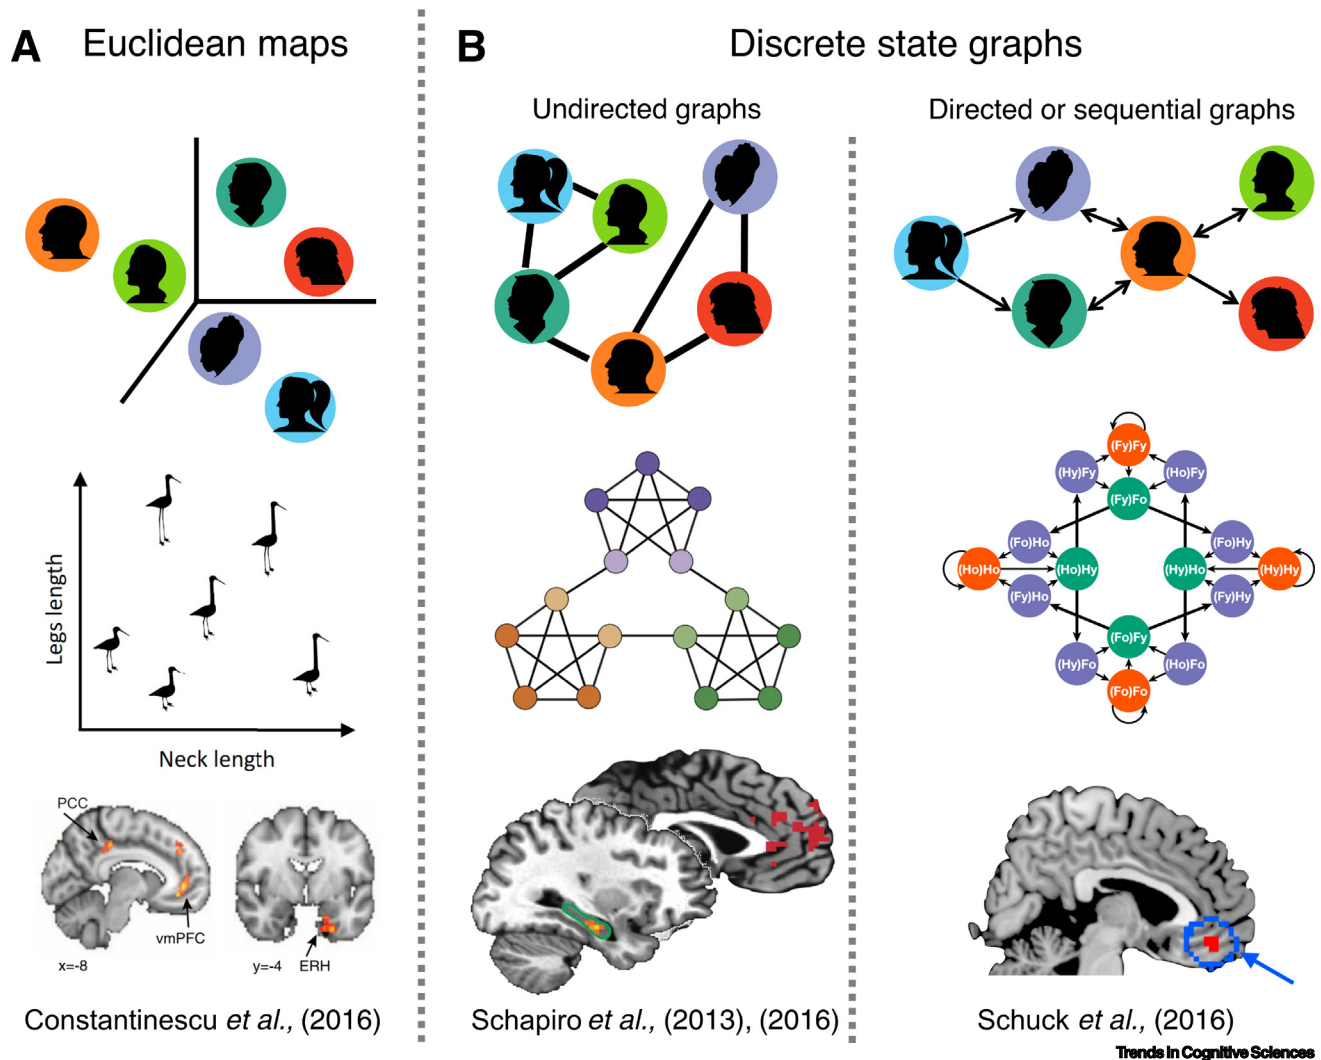 A Euclidean maps
B Discrete state graphs
Undirected graphs
Directed or sequential graphs
Legs length
Neck length
(Fy)Fy
(Hy)Fy
(Ho)Fy
(Fy)Fo
(Fo)Ho
(Fo)Hy
(Ho)Ho
(Ho)Hy
(Hy)Ho
(Hy)Hy
(Fy)Ho
(Fy)Hy
(Fo)Fy
(Hy)Fo
(Ho)Fo
(Fo)Fo
PCC
vmPFC
x=-8
y=-4
ERH
Constantinescu et al., (2016)
Schapiro et al., (2013), (2016)
Schuck et al., (2016)
Trends in Cognitive Sciences